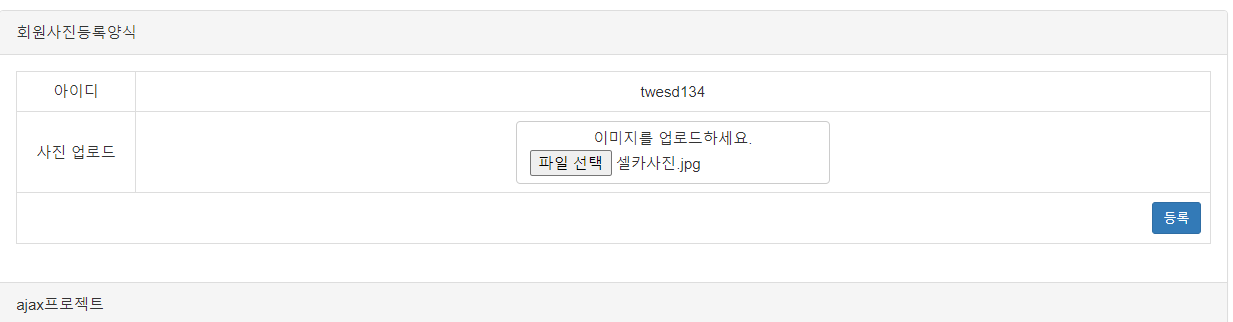 회원사진등록양식
아이디
twesd134
사진 업로드
이미지를 업로드하세요.
파일 선택 셀카사진.jpg
등록
ajax프로젝트